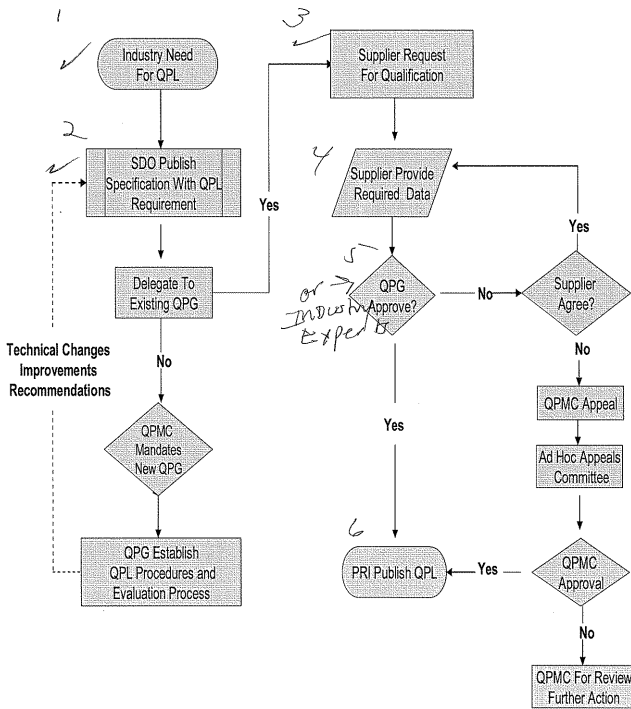 1
Industry Need
For QPL
2
SDO Publish
Specification With QPL
Requirement
Delegate To
Existing QPG
Yes
No
Technical Changes
Improvements
Recommendations
QPMC
Mandates
New QPG
QPG Establish
QPL Procedures and
Evaluation Process
3
Supplier Request
For Qualification
4
Supplier Provide
Required Data
5
or
Industry
Experts
QPG
Approve?
No
Supplier
Agree?
Yes
No
QPMC Appeal
Ad Hoc Appeals
Committee
Yes
6
PRI Publish QPL
Yes
QPMC
Approval
No
QPMC For Review
Further Action